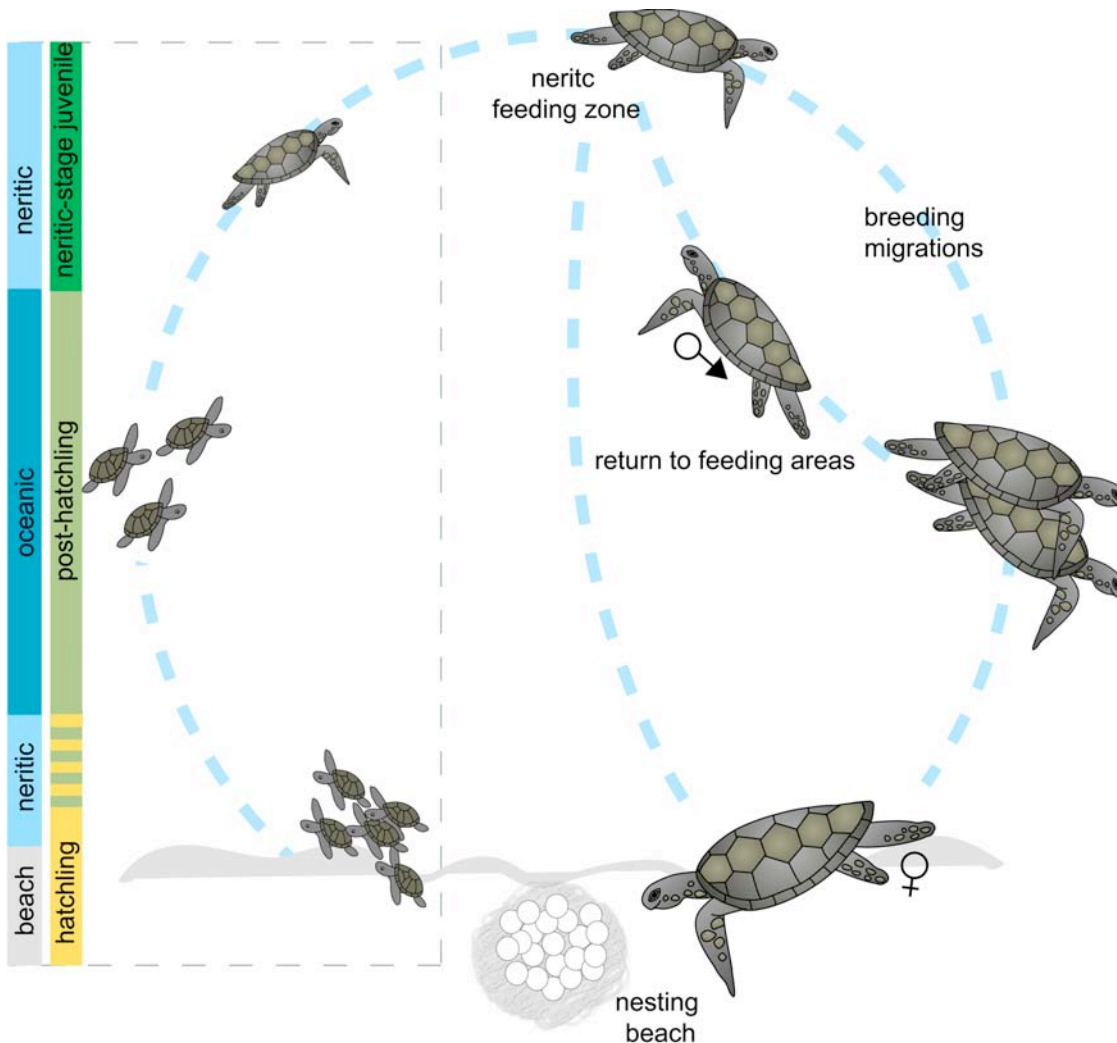 neritic
oceanic
neritic
beach
neritic-stage juvenile
post-hatchling
hatchling
neritc
feeding zone
breeding
migrations
return to feeding areas
nesting
beach